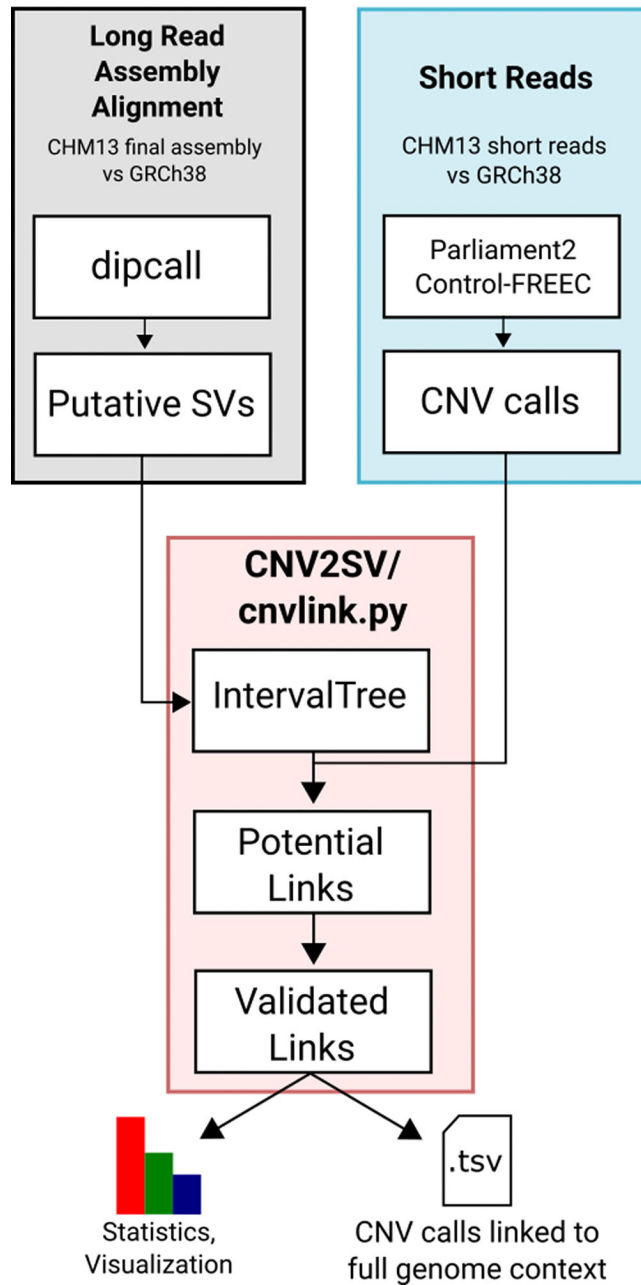 Long Read
Assembly
Alignment
CHM13 final assembly
vs GRCh38
dipcall
Putative SVs
Short Reads
CHM13 short reads
vs GRCh38
Parliament2
Control-FREEC
CNV calls
CNV2SV/
cnvlink.py
IntervalTree
Potential
Links
Validated
Links
Statistics,
Visualization
.tsv
CNV calls linked to
full genome context